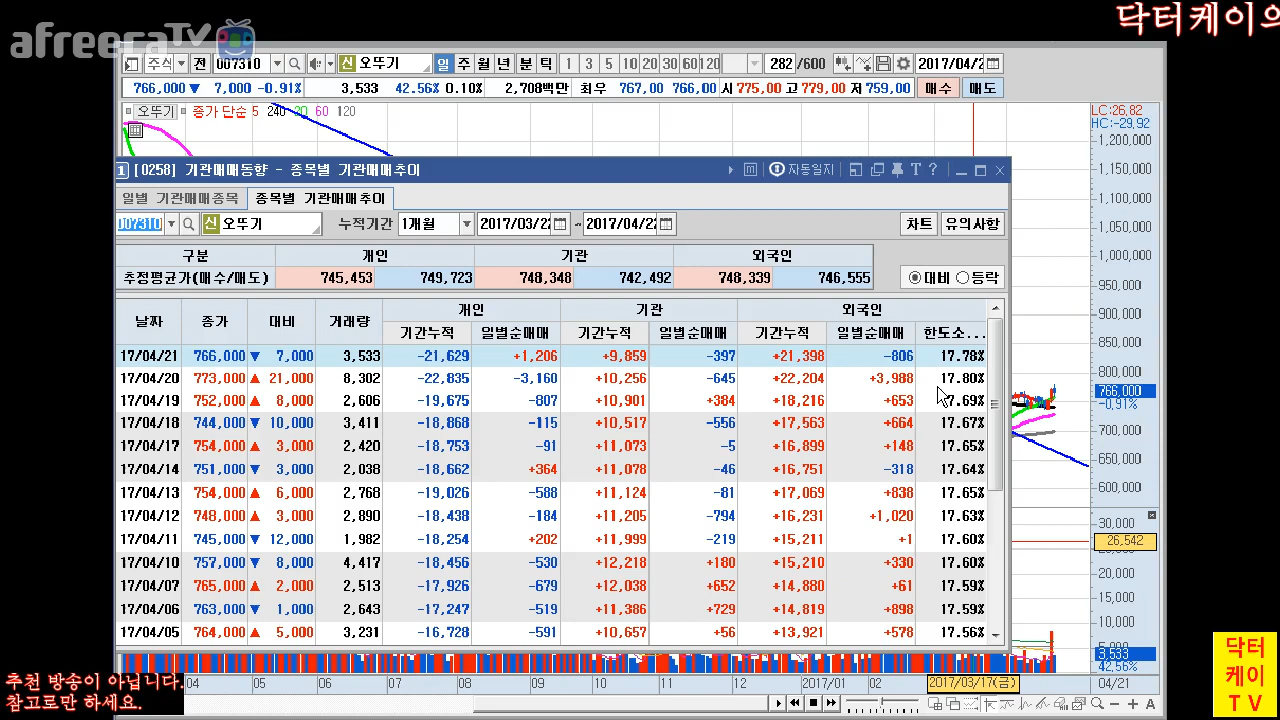 닥터케이의
afreecaTV
주식 전 007310 신 오뚜기 일 주 월 년 분 틱 1 3 5 10 20 30 60 120 282 /600 2017/04/2
766,000 ▼ 7,000 -0.91% 3,533 42.56% 0.10% 2,708백만 최우 767,00 766,00 시 775,00 고 779,00 저 759,00 매수 매도
오뚜기 종가 단순 5 240 20 60 120
LC:26,82
HC:-29,92
1,200,000
1,150,000
1,100,000
1,050,000
1,000,000
950,000
900,000
850,000
800,000
766,000
-0,91%
700,000
650,000
600,000
30,000
26,542
20,000
15,000
10,000
3,533
42.56%
1 [0258] 기관매매동향 - 종목별 기관매매추이 자동일지 T ?
일별 기관매매종목 종목별 기관매매추이
007310 신 오뚜기 누적기간 1개월 2017/03/22 ~ 2017/04/22 차트 유의사항
구분 개인 기관 외국인
추정평균가(매수/매도) 745,453 749,723 748,348 742,492 748,339 746,555 대비 등락
날짜 종가 대비 거래량 개인 기관 외국인
기간누적 일별순매매 기간누적 일별순매매 기간누적 일별순매매 한도소...
17/04/21 766,000 ▼ 7,000 3,533 -21,629 +1,206 +9,859 -397 +21,398 -806 17.78%
17/04/20 773,000 ▲ 21,000 8,302 -22,835 -3,160 +10,256 -645 +22,204 +3,988 17.80%
17/04/19 752,000 ▲ 8,000 2,606 -19,675 -807 +10,901 +384 +18,216 +653 17.69%
17/04/18 744,000 ▼ 10,000 3,411 -18,868 -115 +10,517 -556 +17,563 +664 17.67%
17/04/17 754,000 ▲ 3,000 2,420 -18,753 -91 +11,073 -5 +16,899 +148 17.65%
17/04/14 751,000 ▼ 3,000 2,038 -18,662 +364 +11,078 -46 +16,751 -318 17.64%
17/04/13 754,000 ▲ 6,000 2,768 -19,026 -588 +11,124 -81 +17,069 +838 17.65%
17/04/12 748,000 ▲ 3,000 2,890 -18,438 -184 +11,205 -794 +16,231 +1,020 17.63%
17/04/11 745,000 ▼ 12,000 1,982 -18,254 +202 +11,999 -219 +15,211 +1 17.60%
17/04/10 757,000 ▼ 8,000 4,417 -18,456 -530 +12,218 +180 +15,210 +330 17.60%
17/04/07 765,000 ▲ 2,000 2,513 -17,926 -679 +12,038 +652 +14,880 +61 17.59%
17/04/06 763,000 ▼ 1,000 2,643 -17,247 -519 +11,386 +729 +14,819 +898 17.59%
17/04/05 764,000 ▲ 5,000 3,231 -16,728 -591 +10,657 +56 +13,921 +578 17.56%
04 05 06 07 08 09 10 11 12 2017/01 02 2017/03/17(금) 04/21
추천 방송이 아닙니다.
참고로만 하세요.
닥터
케이
T V